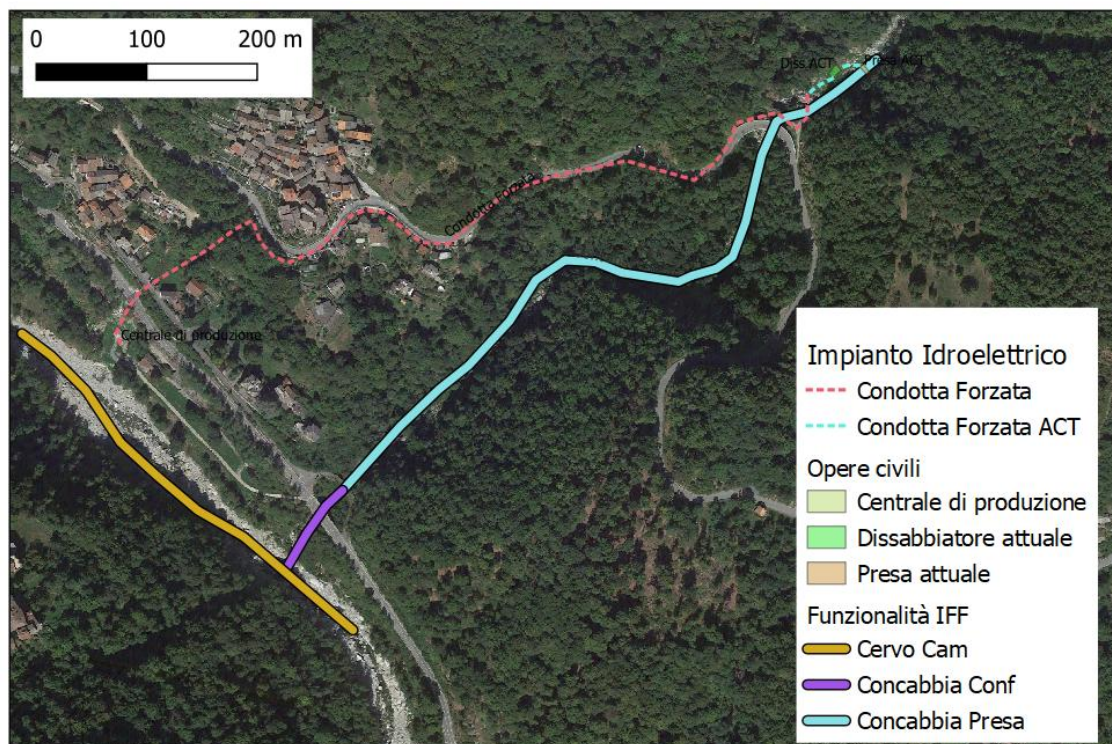 0 100 200 m
Diss ACT Presa ACT
Condotta Forzata
Centrale di produzione
Impianto Idroelettrico
Condotta Forzata
Condotta Forzata ACT
Opere civili
Centrale di produzione
Dissabbiatore attuale
Presa attuale
Funzionalità IFF
Cervo Cam
Concabbia Conf
Concabbia Presa